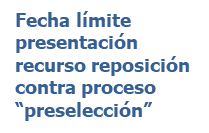 Fecha límite
presentación
recurso reposición
contra proceso
“preselección”